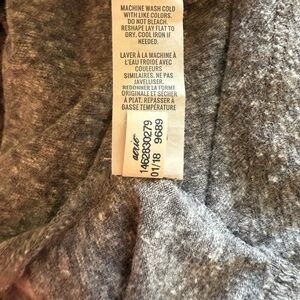 MACHINE WASH COLD
WITH LIKE COLORS.
DO NOT BLEACH
RESHAPE LAY FLAT TO
DRY. COOL IRON IF
NEEDED.
LAVER À LA MACHINE À
L'EAU FROIDE AVEC
COULEURS
SIMILAIRES. NE PAS
JAVELLISER.
REDONNER LA FORME
ORIGINALE ET SÉCHER
À PLAT. REPASSER À
BASSE TEMPÉRATURE
aerie
1462830279
01/18 9689